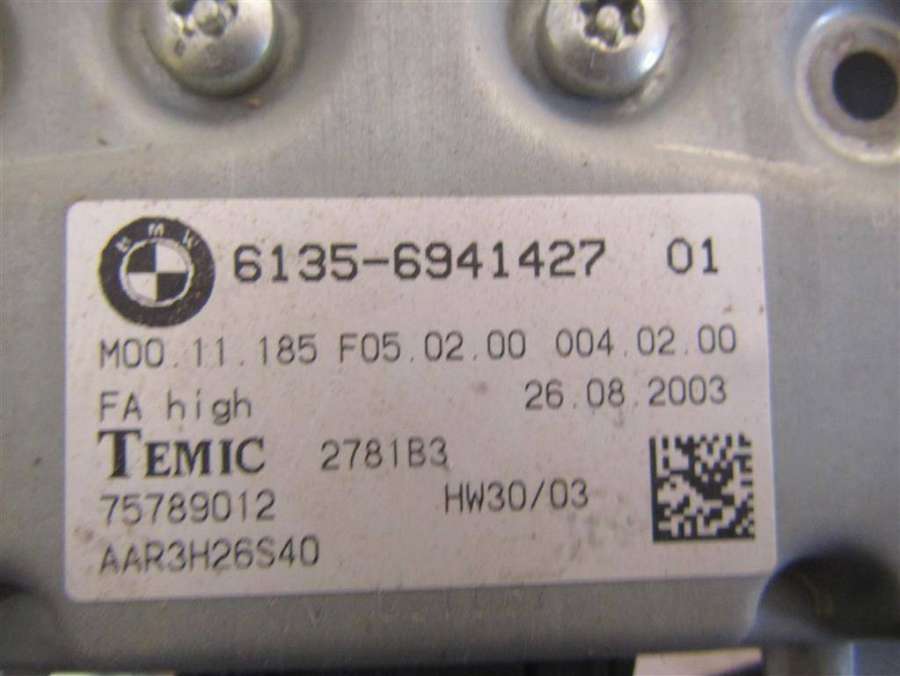 BMW
6135-6941427 01
M00.11.185 F05.02.00 004.02.00
FA high 26.08.2003
TEMIC 2781B3
75789012 HW30/03
AAR3H26S40